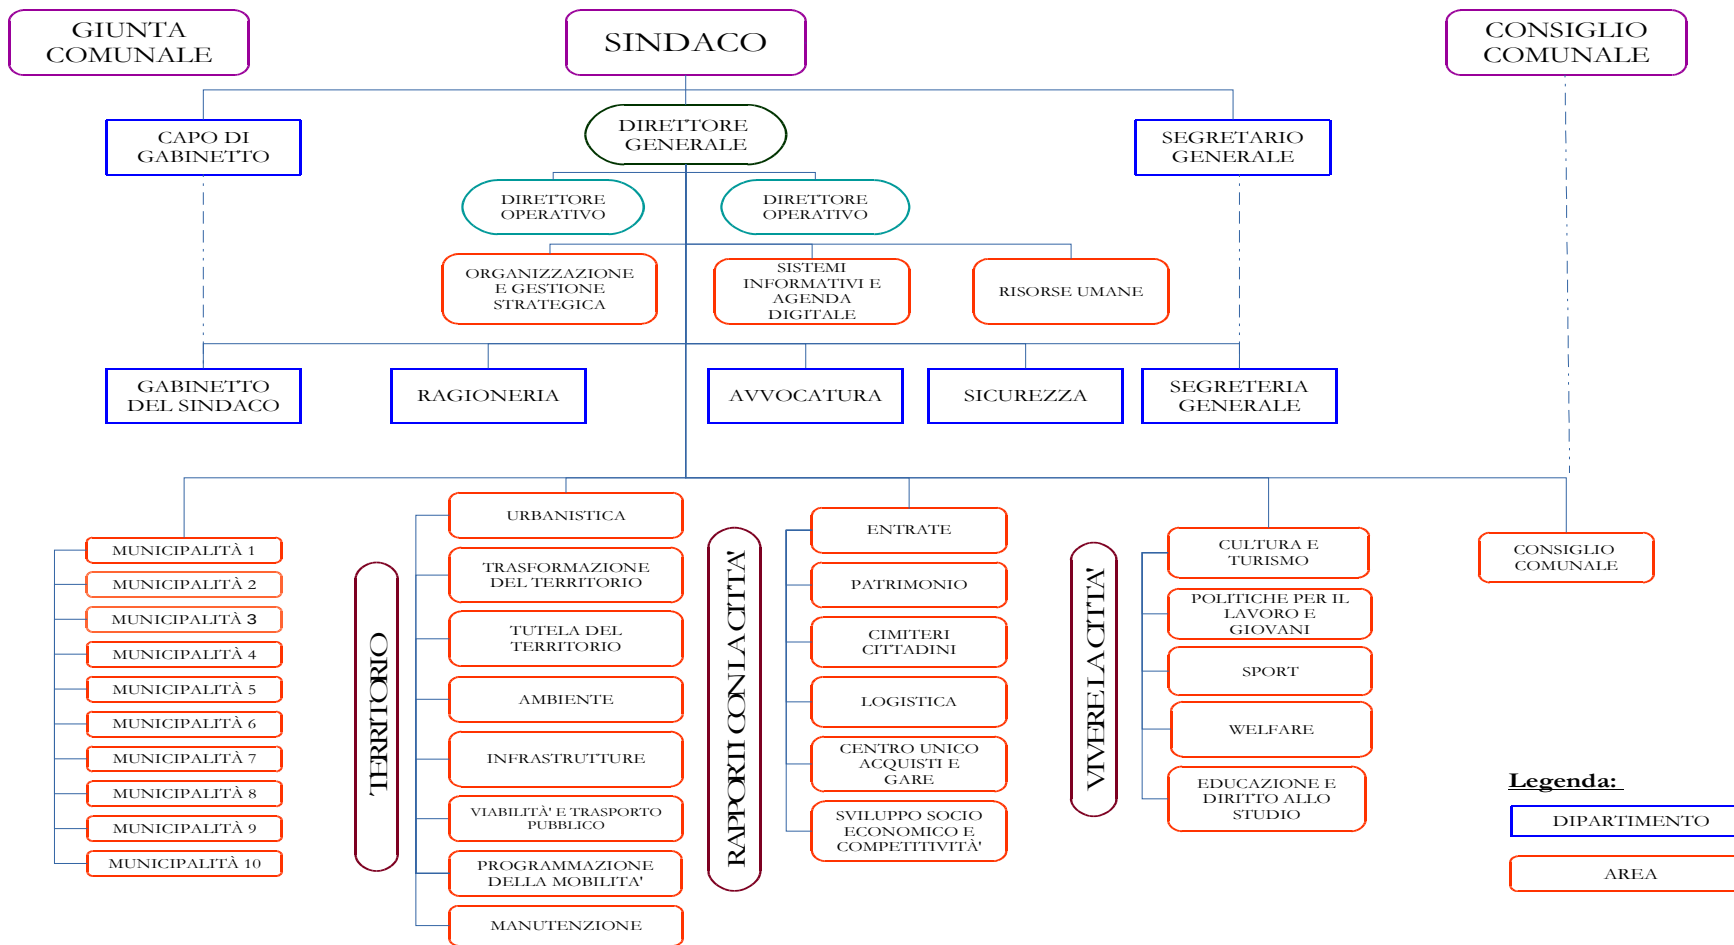 GIUNTA
COMUNALE
SINDACO
CONSIGLIO
COMUNALE
CAPO DI
GABINETTO
DIRETTORE
GENERALE
SEGRETARIO
GENERALE
DIRETTORE
OPERATIVO
DIRETTORE
OPERATIVO
ORGANIZZAZIONE
E GESTIONE
STRATEGICA
SISTEMI
INFORMATIVI E
AGENDA
DIGITALE
RISORSE UMANE
GABINETTO
DEL SINDACO
RAGIONERIA
AVVOCATURA
SICUREZZA
SEGRETERIA
GENERALE
MUNICIPALITÀ 1
MUNICIPALITÀ 2
MUNICIPALITÀ 3
MUNICIPALITÀ 4
MUNICIPALITÀ 5
MUNICIPALITÀ 6
MUNICIPALITÀ 7
MUNICIPALITÀ 8
MUNICIPALITÀ 9
MUNICIPALITÀ 10
TERRITORIO
URBANISTICA
TRASFORMAZIONE
DEL TERRITORIO
TUTELA DEL
TERRITORIO
AMBIENTE
INFRASTRUTTURE
VIABILITÀ' E TRASPORTO
PUBBLICO
PROGRAMMAZIONE
DELLA MOBILITA'
MANUTENZIONE
RAPPORTI CON LA CITTA'
ENTRATE
PATRIMONIO
CIMITERI
CITTADINI
LOGISTICA
CENTRO UNICO
ACQUISTI E
GARE
SVILUPPO SOCIO
ECONOMICO E
COMPETITIVITÀ'
VIVERE LA CITTA'
CULTURA E
TURISMO
POLITICHE PER IL
LAVORO E
GIOVANI
SPORT
WELFARE
EDUCAZIONE E
DIRITTO ALLO
STUDIO
CONSIGLIO
COMUNALE
Legenda:
DIPARTIMENTO
AREA